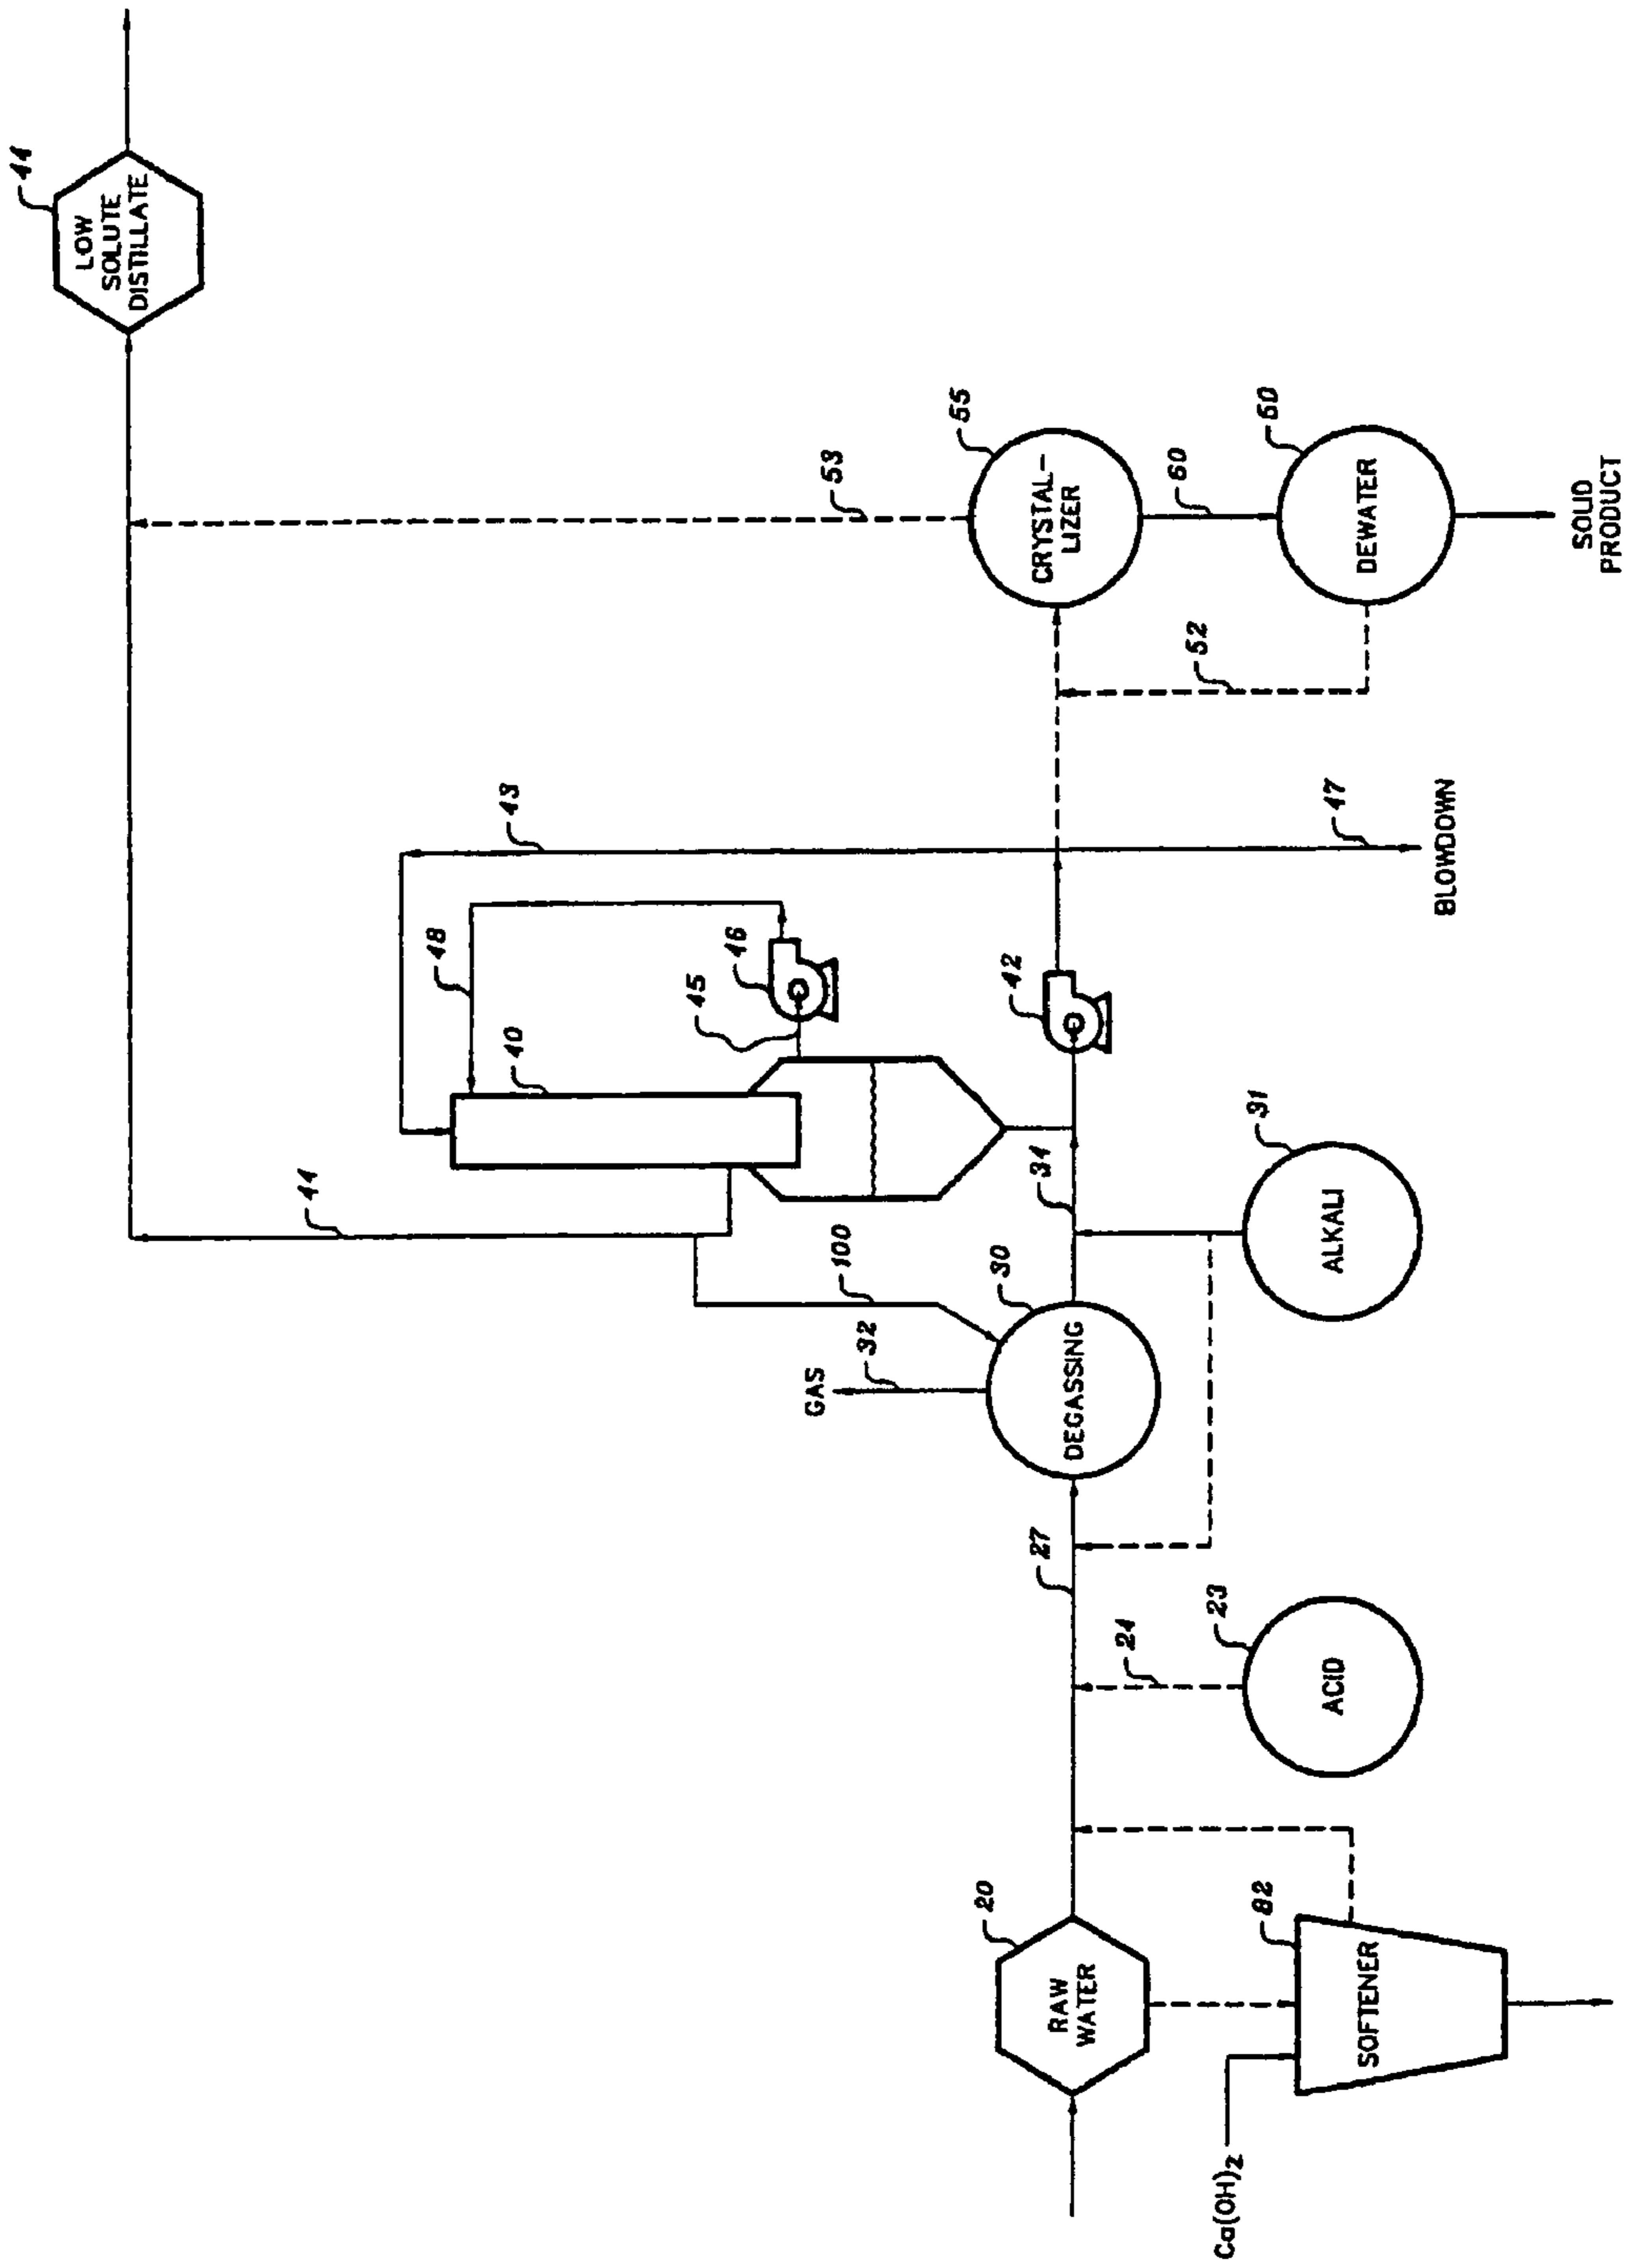 44
LOW
SOLUTE
DISTILLATE
44
43
48
40
45
46
53
GAS
32
100
30
DEGASSING
42
55
CRYSTAL-
LIZER
20
RAW
WATER
27
34
24
52
60
60
DEWATER
Ca(OH)₂
82
SOFTENER
23
ACID
31
ALKALI
47
BLOWDOWN
SOLID
PRODUCT